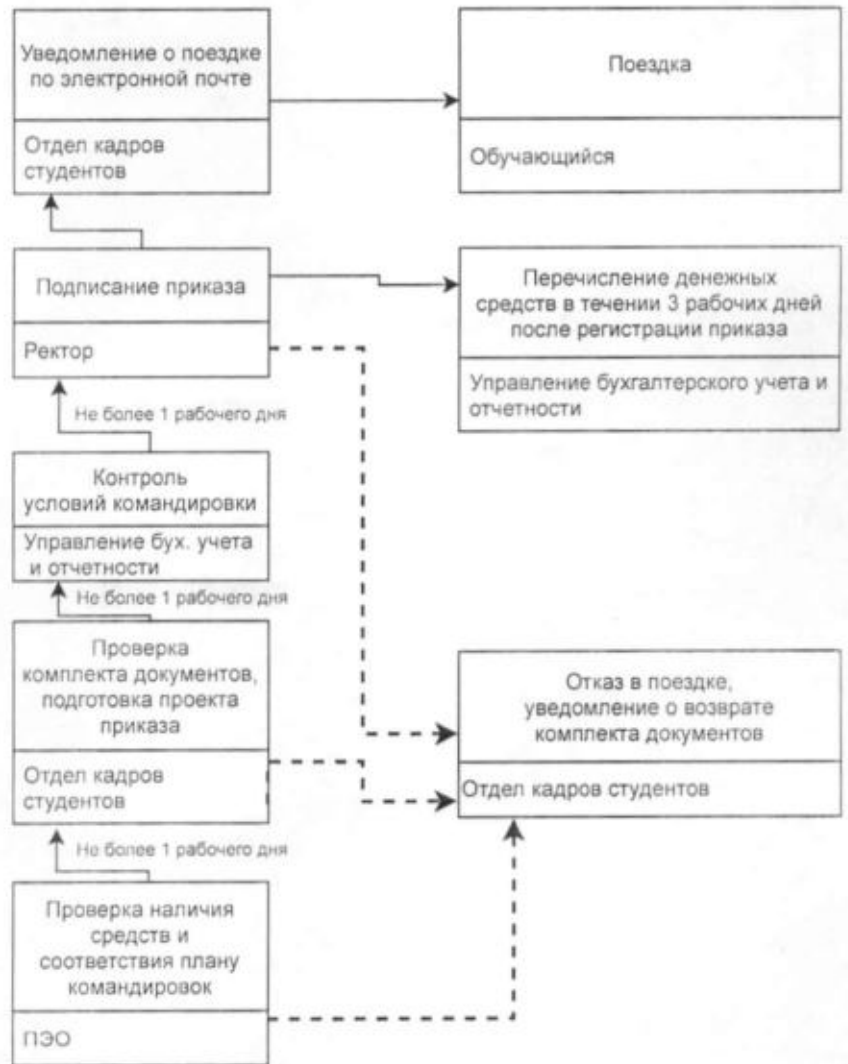 Уведомление о поездке
по электронной почте
Отдел кадров
студентов
Поездка
Обучающийся
Подписание приказа
Ректор
Перечисление денежных
средств в течении 3 рабочих дней
после регистрации приказа
Управление бухгалтерского учета и
отчетности
Не более 1 рабочего дня
Контроль
условий командировки
Управление бух. учета
и отчетности
Не более 1 рабочего дня
Проверка
комплекта документов,
подготовка проекта
приказа
Отдел кадров
студентов
Отказ в поездке,
уведомление о возврате
комплекта документов
Отдел кадров студентов
Не более 1 рабочего дня
Проверка наличия
средств и
соответствия плану
командировок
ПЭО